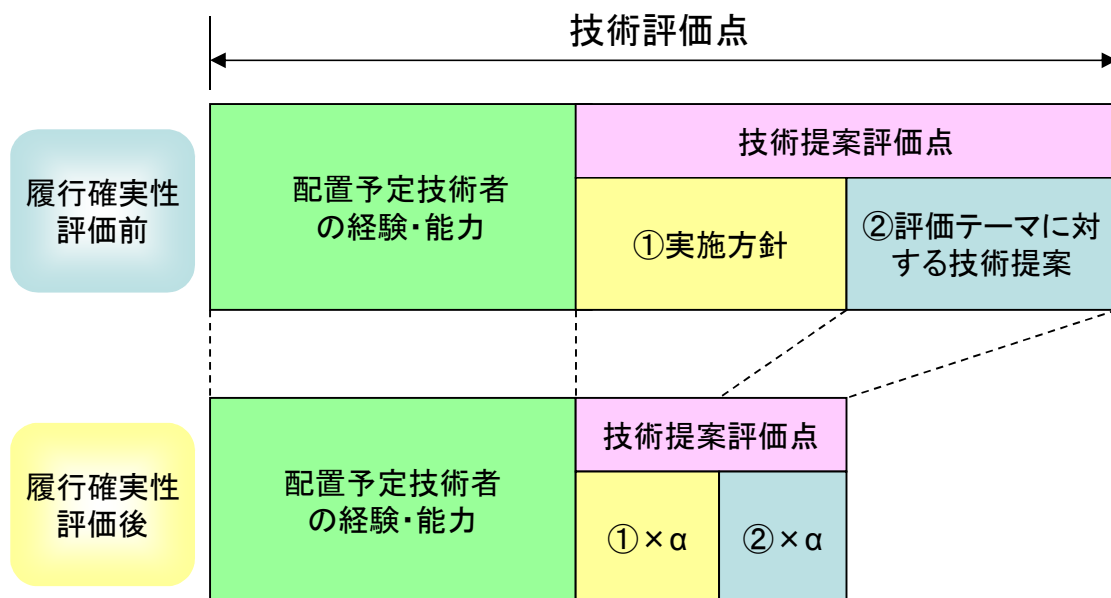 技術評価点
履行確実性
評価前
配置予定技術者
の経験・能力
技術提案評価点
①実施方針
②評価テーマに対
する技術提案
履行確実性
評価後
配置予定技術者
の経験・能力
技術提案評価点
①×α
②×α